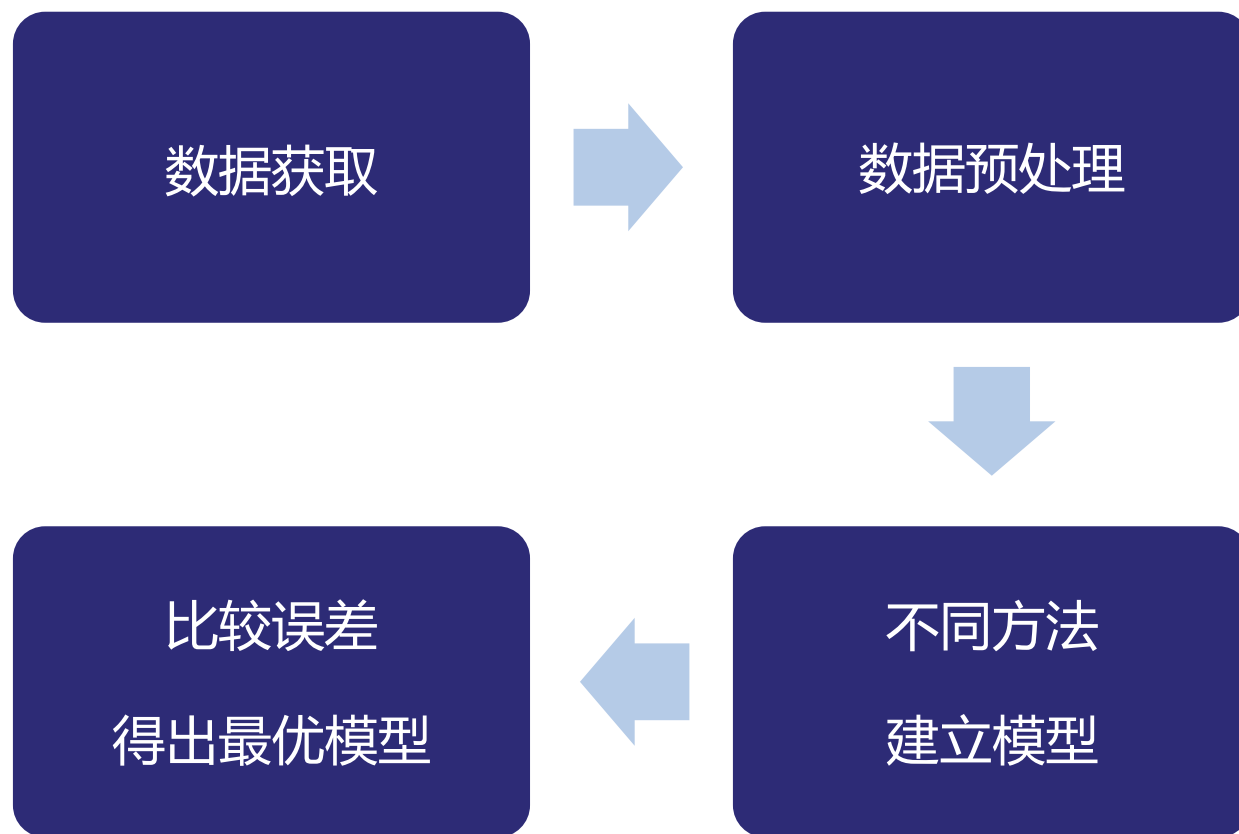 数据获取
数据预处理
不同方法
建立模型
比较误差
得出最优模型